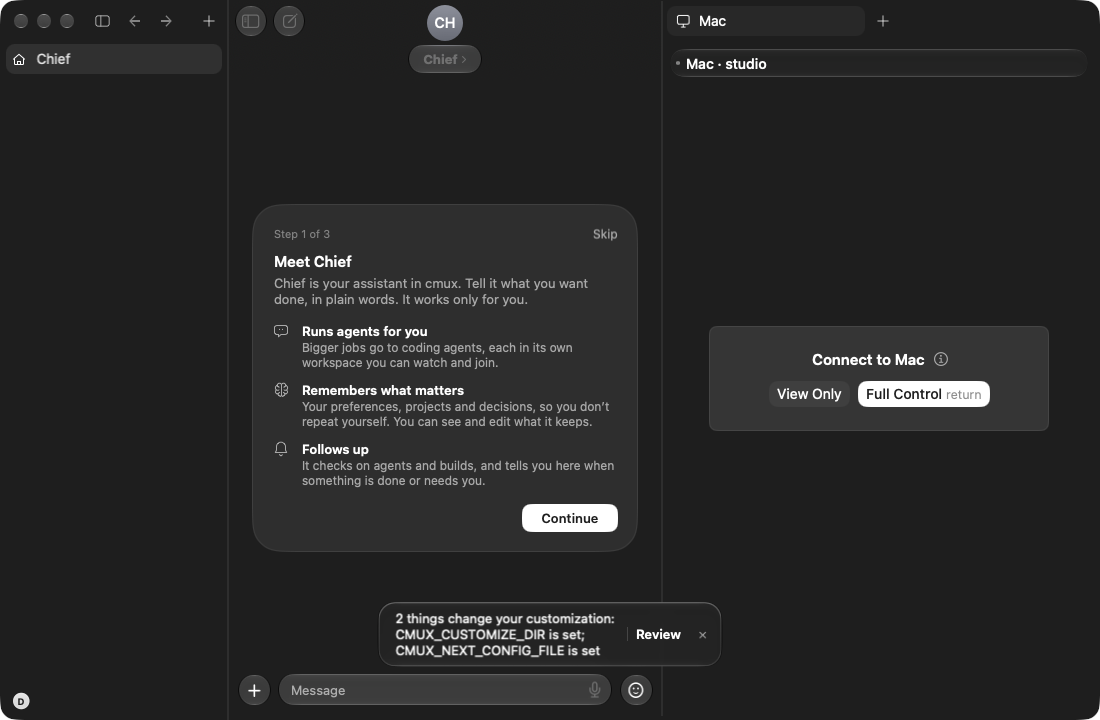 Chief
CH
Chief
Mac
Mac · studio
Step 1 of 3
Skip
Meet Chief
Chief is your assistant in cmux. Tell it what you want
done, in plain words. It works only for you.
Runs agents for you
Bigger jobs go to coding agents, each in its own
workspace you can watch and join.
Remembers what matters
Your preferences, projects and decisions, so you don't
repeat yourself. You can see and edit what it keeps.
Follows up
It checks on agents and builds, and tells you here when
something is done or needs you.
Continue
Connect to Mac
View Only
Full Control return
2 things change your customization:
CMUX_CUSTOMIZE_DIR is set;
CMUX_NEXT_CONFIG_FILE is set
Review
Message
D